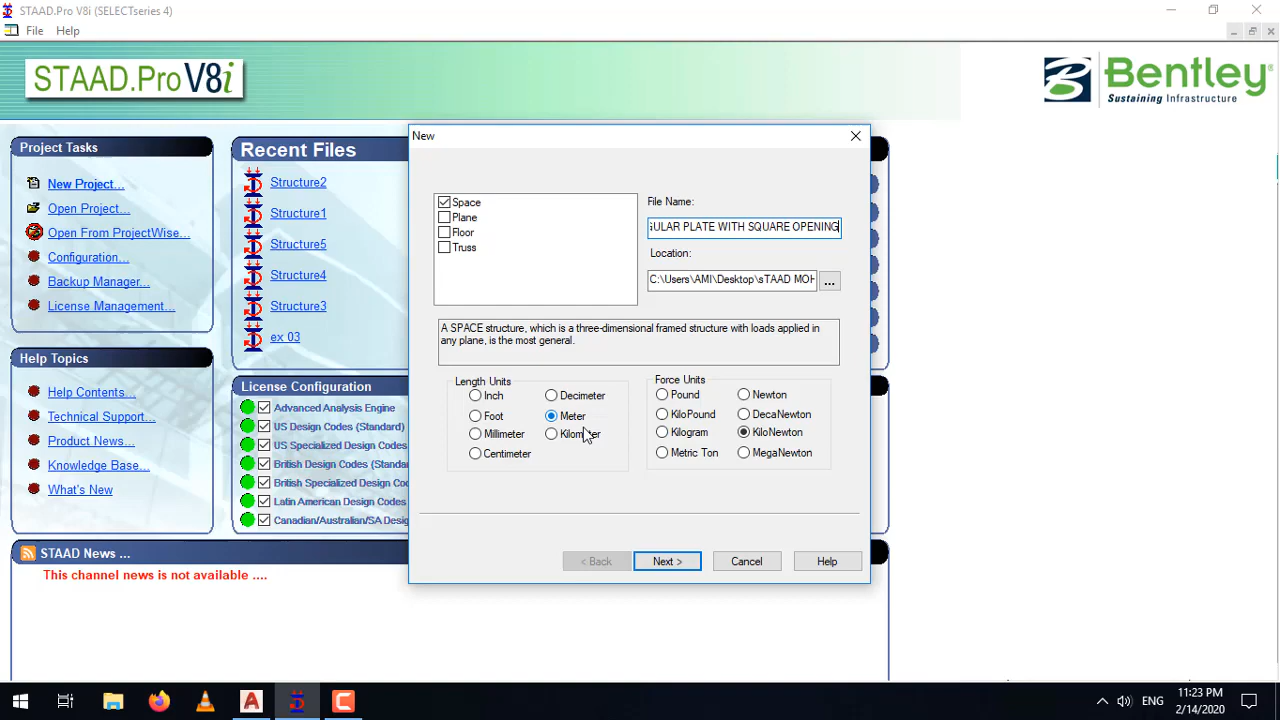 STAAD.Pro V8i (SELECTseries 4)
File Help
STAAD.Pro V8i
Bentley
Sustaining Infrastructure
New
Project Tasks
New Project...
Open Project...
Open From ProjectWise...
Configuration...
Backup Manager...
License Management...
Recent Files
Structure2
Structure1
Structure5
Structure4
Structure3
ex 03
Space
Plane
Floor
Truss
File Name:
GULAR PLATE WITH SQUARE OPENING
Location:
C:\Users\AMI\Desktop\sTAAD MOH
...
A SPACE structure, which is a three-dimensional framed structure with loads applied in
any plane, is the most general.
Length Units
Inch Decimeter
Foot Meter
Millimeter Kilometer
Centimeter
Force Units
Pound Newton
KiloPound DecaNewton
Kilogram KiloNewton
Metric Ton MegaNewton
< Back Next > Cancel Help
Help Topics
Help Contents...
Technical Support...
Product News...
Knowledge Base...
What's New
License Configuration
Advanced Analysis Engine
US Design Codes (Standard)
US Specialized Design Codes
British Design Codes (Standa
British Specialized Design Cod
Latin American Design Codes
Canadian/Australian/SA Desig
STAAD News ...
This channel news is not available ....
ENG
11:23 PM
2/14/2020